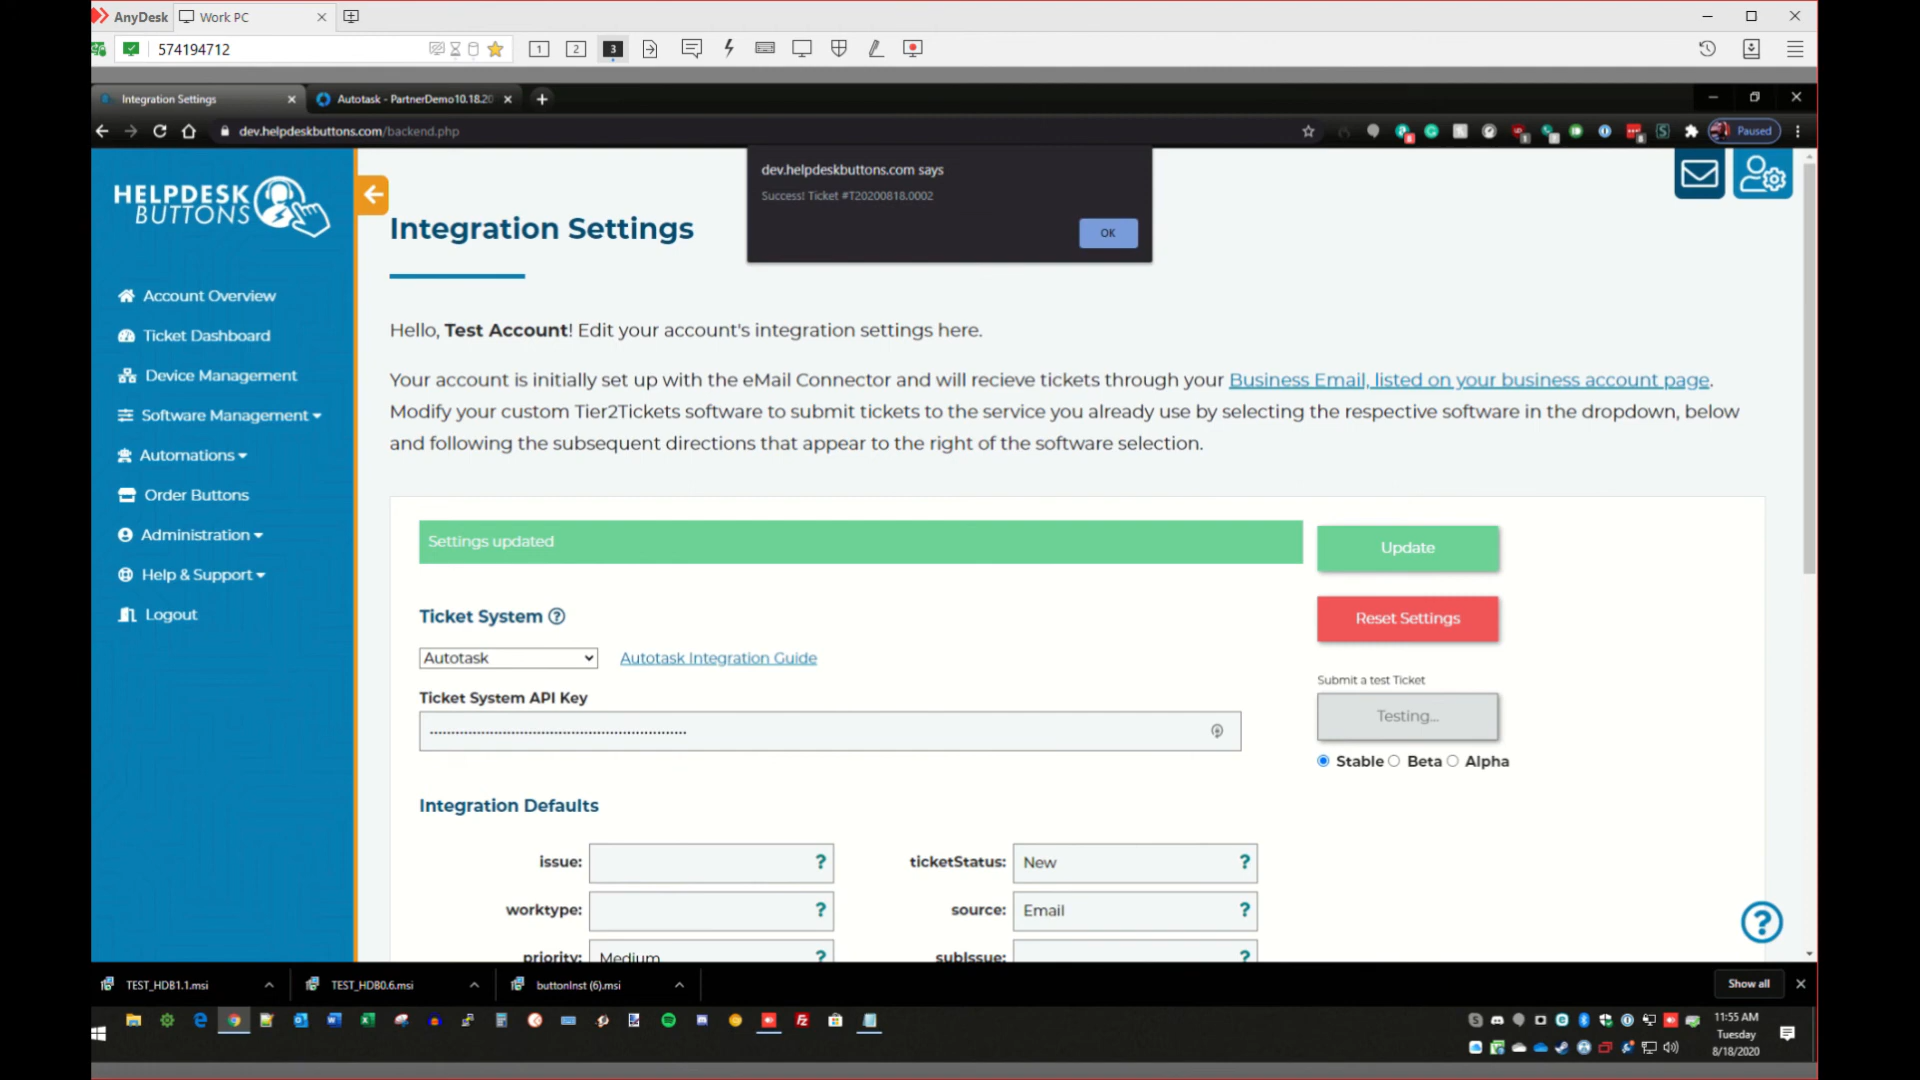 AnyDesk
Work PC
574194712
1
2
3
Integration Settings
Autotask - PartnerDemo10.18.20
dev.helpdeskbuttons.com/backend.php
Paused
HELPDESK
BUTTONS
Account Overview
Ticket Dashboard
Device Management
Software Management
Automations
Order Buttons
Administration
Help & Support
Logout
dev.helpdeskbuttons.com says
Success! Ticket #T20200818.0002
OK
Integration Settings
Hello, Test Account! Edit your account's integration settings here.
Your account is initially set up with the eMail Connector and will recieve tickets through your Business Email, listed on your business account page.
Modify your custom Tier2Tickets software to submit tickets to the service you already use by selecting the respective software in the dropdown, below
and following the subsequent directions that appear to the right of the software selection.
Settings updated
Update
Reset Settings
Ticket System ?
Autotask
Autotask Integration Guide
Submit a test Ticket
Testing...
Stable Beta Alpha
Ticket System API Key
Integration Defaults
issue: ?
ticketStatus: New ?
worktype: ?
source: Email ?
priority: Medium ?
subIssue: ?
?
TEST_HDB1.1.msi
TEST_HDB0.6.msi
buttonInst (6).msi
Show all
11:55 AM
Tuesday
8/18/2020